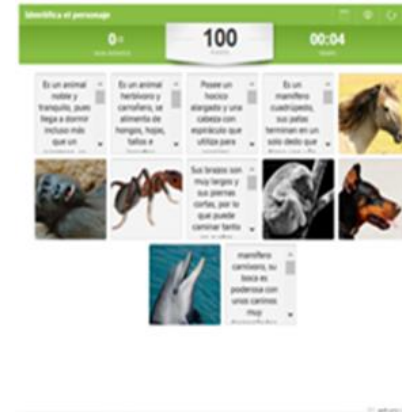 Identifica el personaje
0
100
00:04
Es un animal
noble y
tranquilo, pues
llega a dormir
incluso más
que un
Es un animal
herbívoro y
carroñero, se
alimenta de
hongos, hojas,
tallos e
Posee un
hocico
alargado y una
cabeza con
espiráculo que
utiliza para
Es un
mamífero
cuadrúpedo,
sus patas
terminan en un
solo dedo que
Sus brazos son
muy largos y
sus piernas
cortas, por lo
que puede
caminar tanto
mamífero
carnívoro, su
boca es
poderosa con
unos caninos
muy